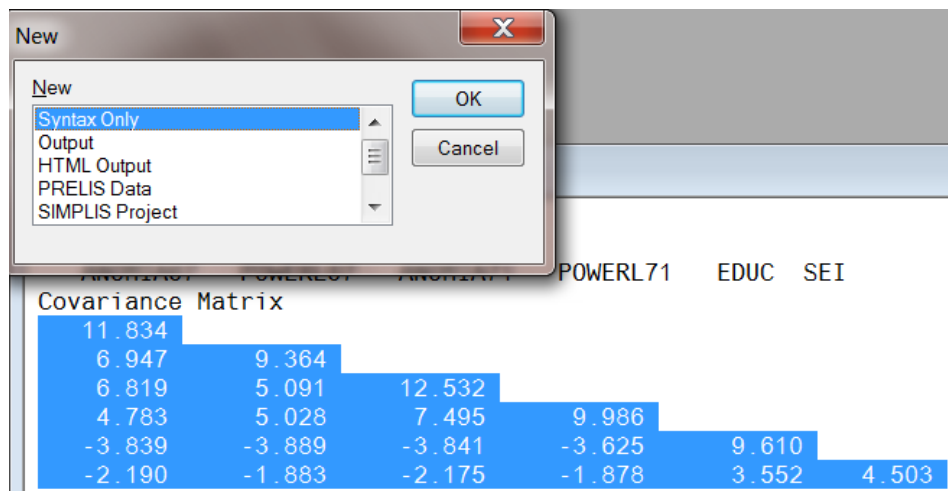 New
New
Syntax Only
Output
HTML Output
PRELIS Data
SIMPLIS Project
OK
Cancel
POWERL71 EDUC SEI
Covariance Matrix
11.834
6.947 9.364
6.819 5.091 12.532
4.783 5.028 7.495 9.986
-3.839 -3.889 -3.841 -3.625 9.610
-2.190 -1.883 -2.175 -1.878 3.552 4.503